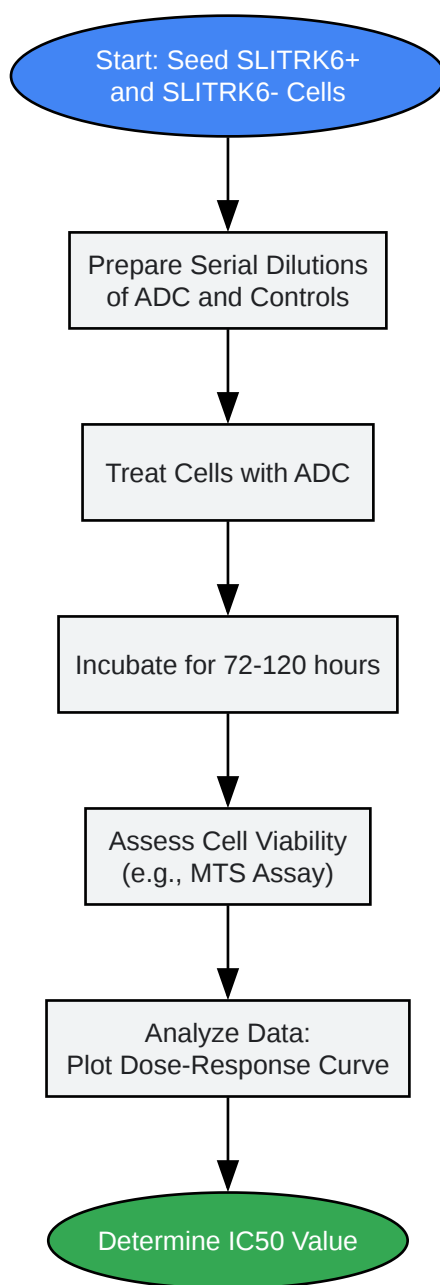 Start: Seed SLITRK6+
and SLITRK6- Cells
Prepare Serial Dilutions
of ADC and Controls
Treat Cells with ADC
Incubate for 72-120 hours
Assess Cell Viability
(e.g., MTS Assay)
Analyze Data:
Plot Dose-Response Curve
Determine IC50 Value